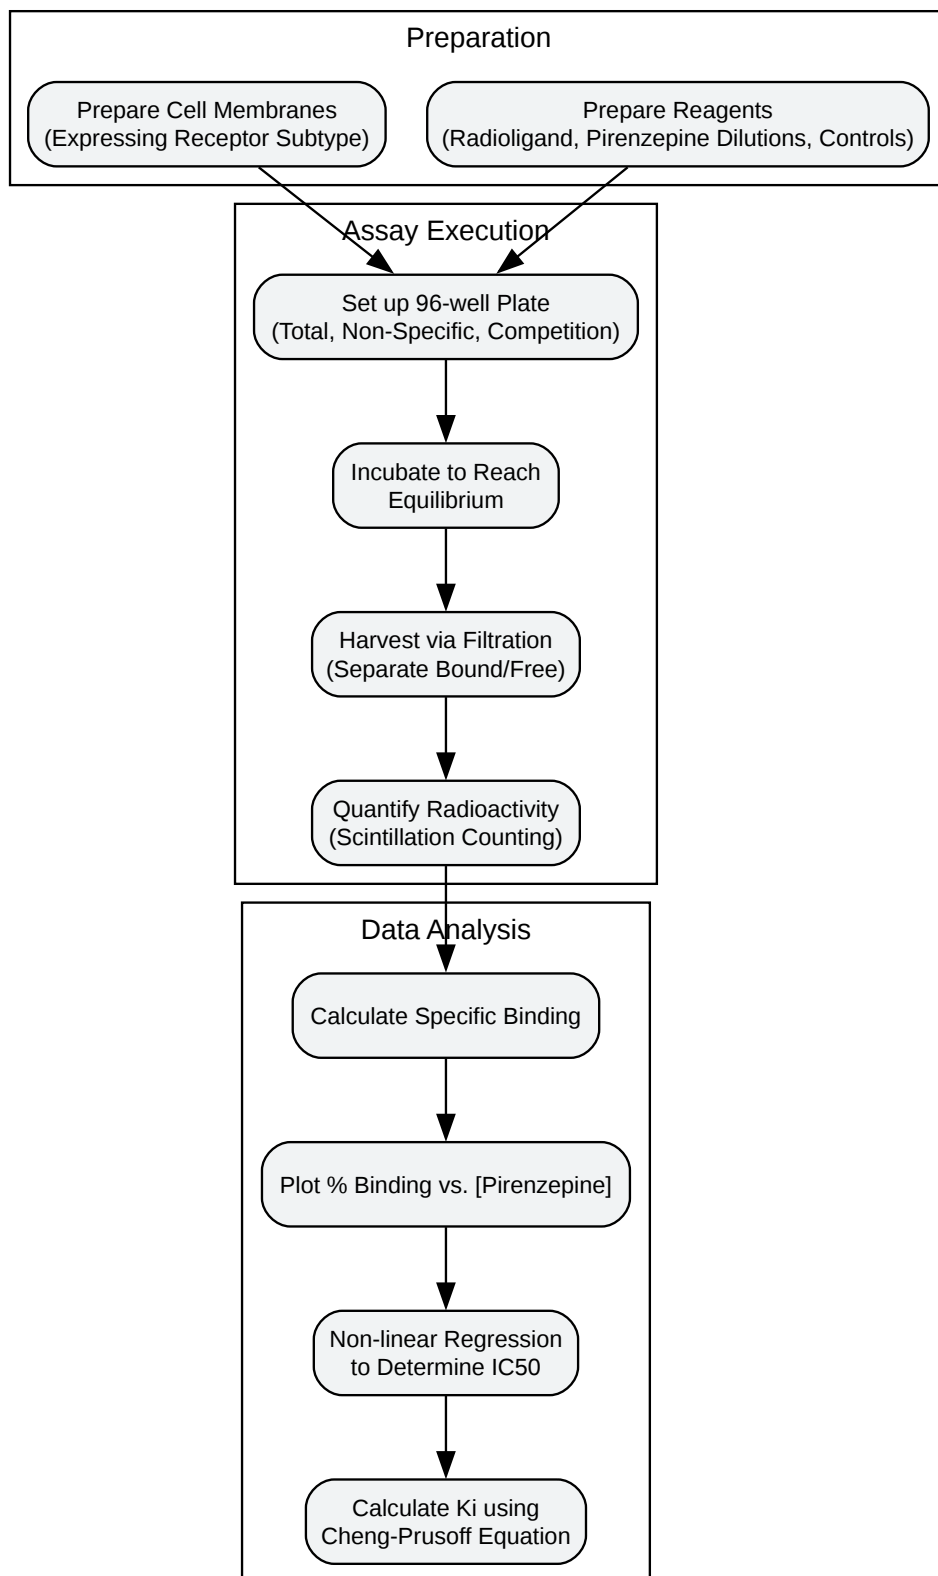 Preparation
Prepare Cell Membranes
(Expressing Receptor Subtype)
Prepare Reagents
(Radioligand, Pirenzepine Dilutions, Controls)
Assay Execution
Set up 96-well Plate
(Total, Non-Specific, Competition)
Incubate to Reach
Equilibrium
Harvest via Filtration
(Separate Bound/Free)
Quantify Radioactivity
(Scintillation Counting)
Data Analysis
Calculate Specific Binding
Plot % Binding vs. [Pirenzepine]
Non-linear Regression
to Determine IC50
Calculate Ki using
Cheng-Prusoff Equation